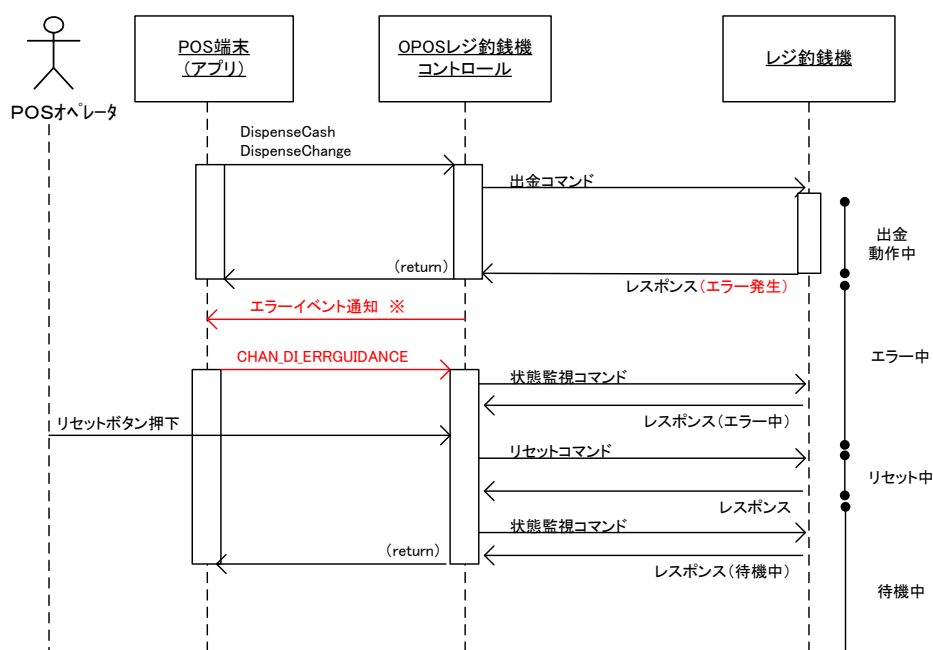 POS端末
(アプリ)
OPOSレジ釣銭機
コントロール
レジ釣銭機
POSオペレータ
DispenseCash
DispenseChange
出金コマンド
出金
動作中
(return)
レスポンス(エラー発生)
エラーイベント通知 ※
CHAN_DI_ERRGUIDANCE
エラー中
状態監視コマンド
レスポンス(エラー中)
リセットボタン押下
リセットコマンド
リセット中
レスポンス
状態監視コマンド
(return)
レスポンス(待機中)
待機中